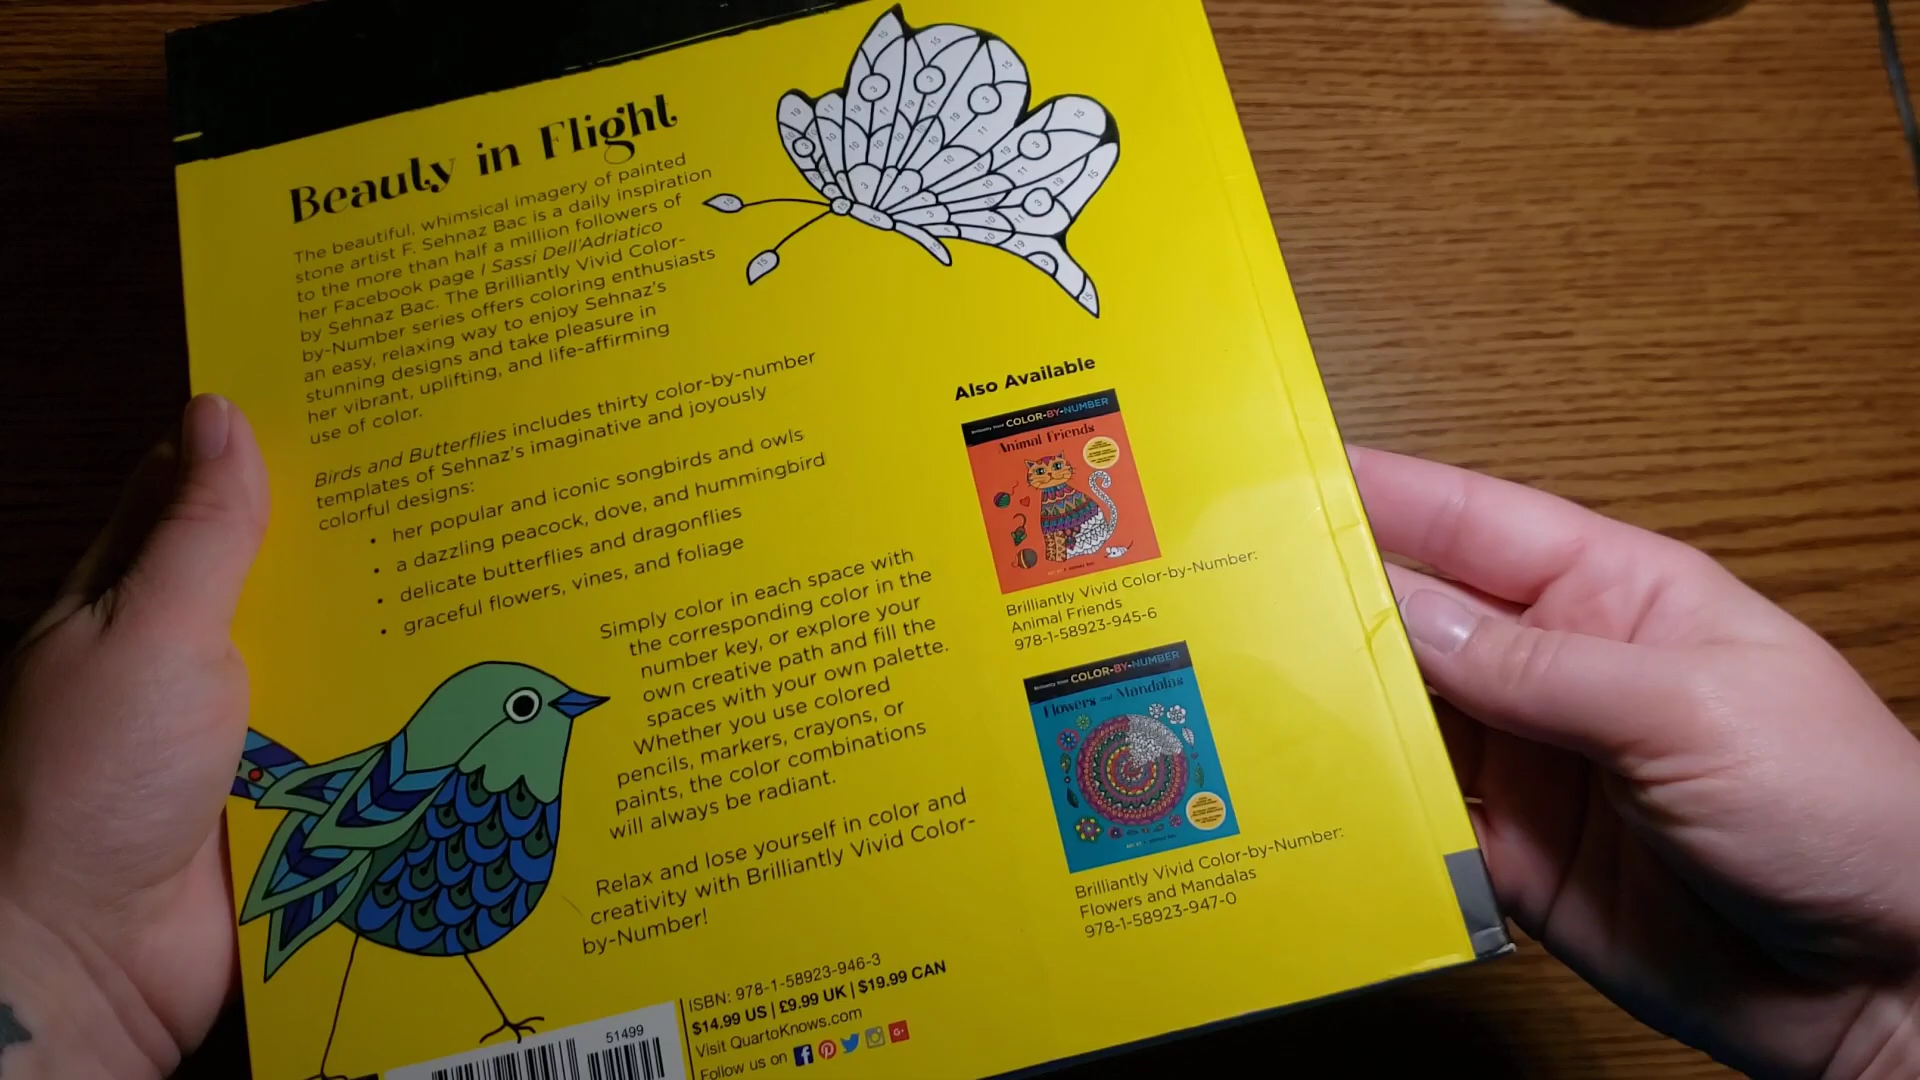 Beauty in Flight
The beautiful, whimsical imagery of painted
stone artist F. Sehnaz Bac is a daily inspiration
to the more than half a million followers of
her Facebook page I Sassi Dell'Adriatico
by Sehnaz Bac. The Brilliantly Vivid Color-
by-Number series offers coloring enthusiasts
an easy, relaxing way to enjoy Sehnaz's
stunning designs and take pleasure in
her vibrant, uplifting, and life-affirming
use of color.
Birds and Butterflies includes thirty color-by-number
templates of Sehnaz's imaginative and joyously
colorful designs:
• her popular and iconic songbirds and owls
• a dazzling peacock, dove, and hummingbird
• delicate butterflies and dragonflies
• graceful flowers, vines, and foliage
Simply color in each space with
the corresponding color in the
number key, or explore your
own creative path and fill the
spaces with your own palette.
Whether you use colored
pencils, markers, crayons, or
paints, the color combinations
will always be radiant.
Relax and lose yourself in color and
creativity with Brilliantly Vivid Color-
by-Number!
ISBN: 978-1-58923-946-3
$14.99 US | £9.99 UK | $19.99 CAN
Visit QuartoKnows.com
Follow us on
51499
Also Available
Brilliantly Vivid COLOR-BY-NUMBER
Animal Friends
Brilliantly Vivid Color-by-Number:
Animal Friends
978-1-58923-945-6
Brilliantly Vivid COLOR-BY-NUMBER
Flowers and Mandalas
Brilliantly Vivid Color-by-Number:
Flowers and Mandalas
978-1-58923-947-0